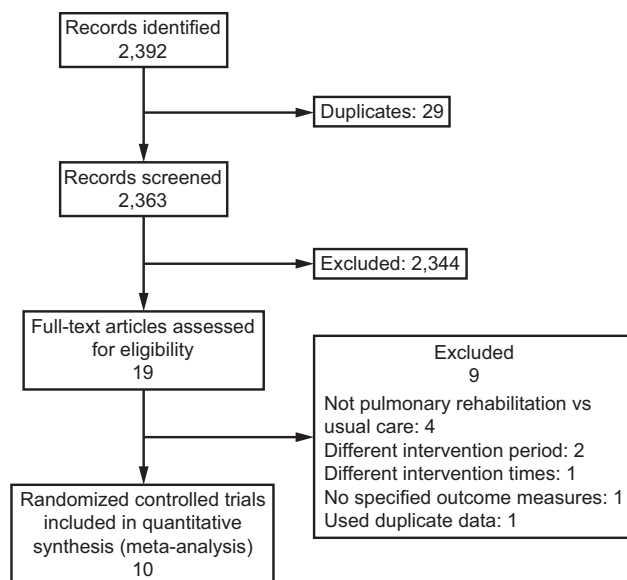 Records identified
2,392
Duplicates: 29
Records screened
2,363
Excluded: 2,344
Full-text articles assessed
for eligibility
19
Excluded
9
Not pulmonary rehabilitation vs
usual care: 4
Different intervention period: 2
Different intervention times: 1
No specified outcome measures: 1
Used duplicate data: 1
Randomized controlled trials
included in quantitative
synthesis (meta-analysis)
10